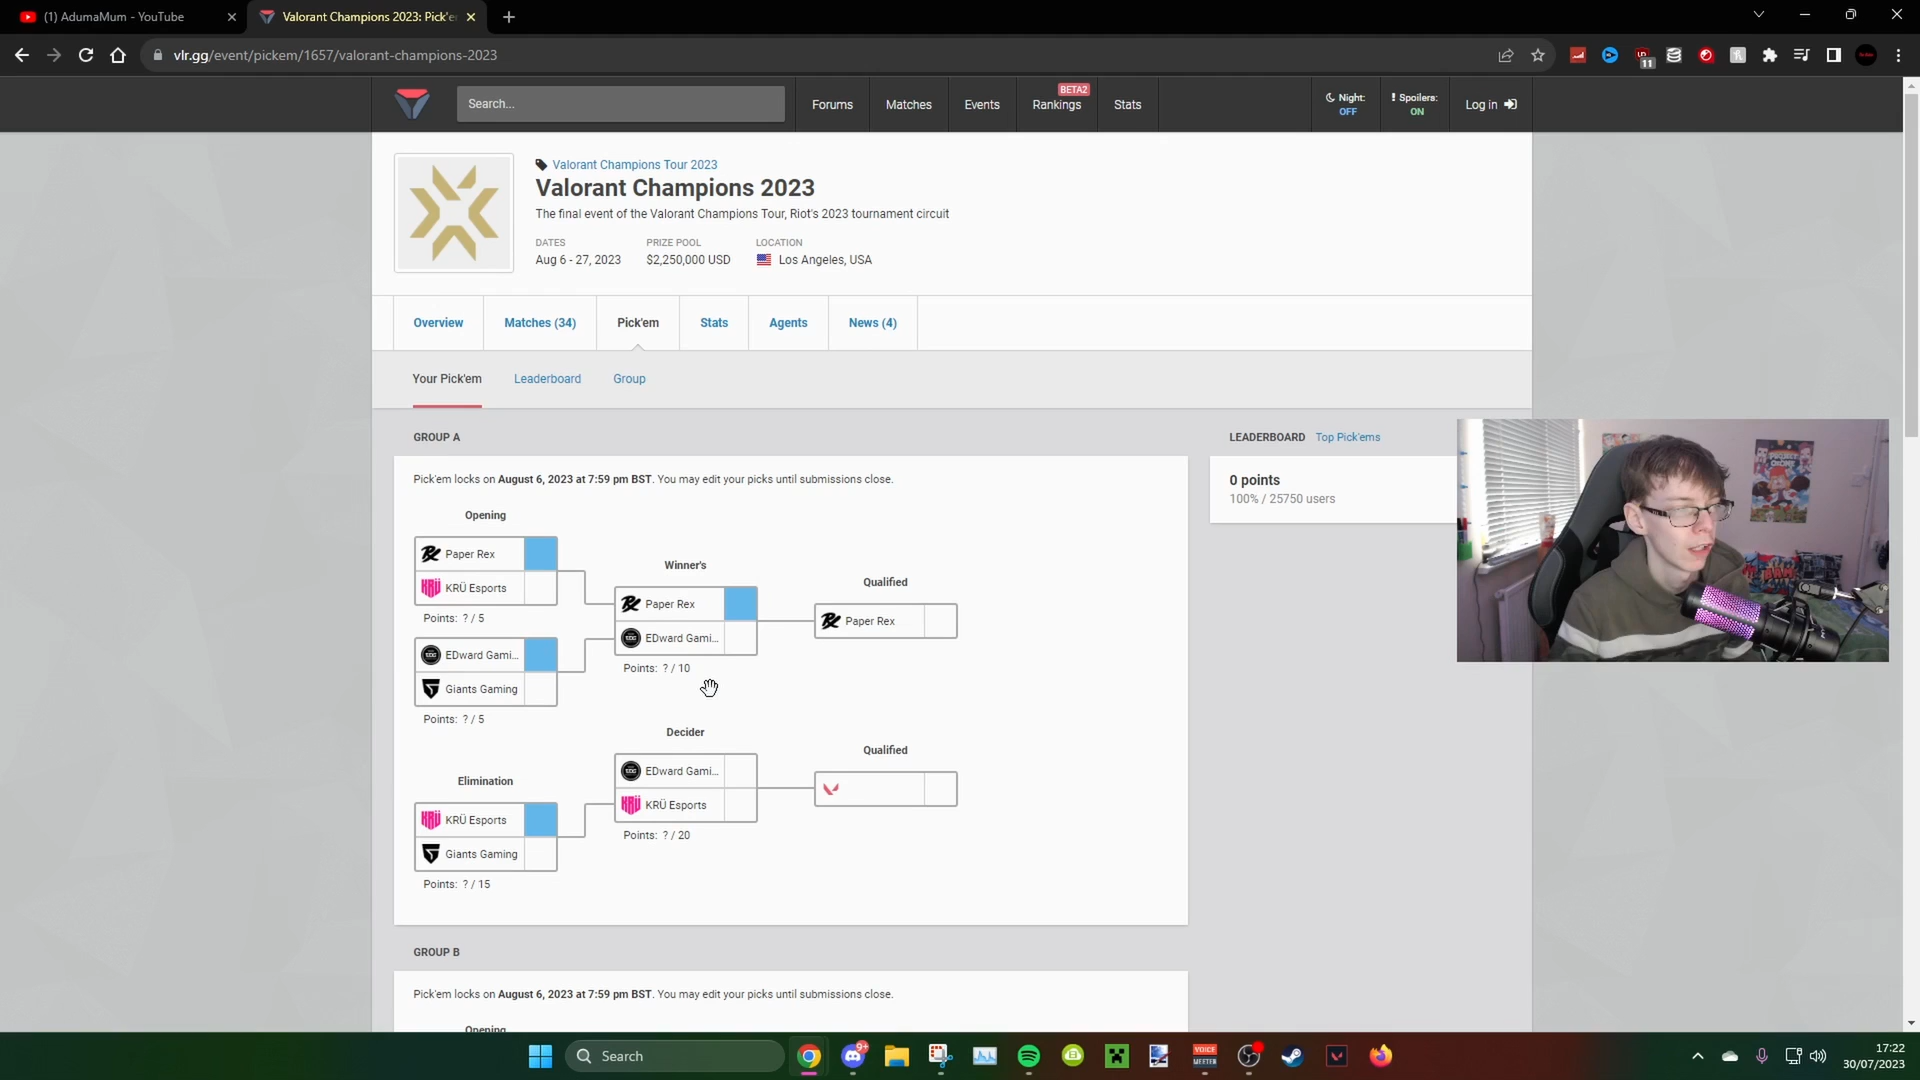 (1) AdumaMum - YouTube
Valorant Champions 2023: Pick'e
vlr.gg/event/pickem/1657/valorant-champions-2023
11
Search...
Forums
Matches
Events
BETA2
Rankings
Stats
Night:
OFF
! Spoilers:
ON
Log in
Valorant Champions Tour 2023
Valorant Champions 2023
The final event of the Valorant Champions Tour, Riot's 2023 tournament circuit
DATES
PRIZE POOL
LOCATION
Aug 6 - 27, 2023
$2,250,000 USD
Los Angeles, USA
Overview
Matches (34)
Pick'em
Stats
Agents
News (4)
Your Pick'em
Leaderboard
Group
GROUP A
LEADERBOARD Top Pick'ems
Pick'em locks on August 6, 2023 at 7:59 pm BST. You may edit your picks until submissions close.
0 points
100% / 25750 users
Opening
Paper Rex
KRÜ Esports
Points: ? / 5
EDward Gami...
Giants Gaming
Points: ? / 5
Winner's
Paper Rex
EDward Gami...
Points: ? / 10
Qualified
Paper Rex
Elimination
KRÜ Esports
Giants Gaming
Points: ? / 15
Decider
EDward Gami...
KRÜ Esports
Points: ? / 20
Qualified
GROUP B
Pick'em locks on August 6, 2023 at 7:59 pm BST. You may edit your picks until submissions close.
Opening
Search
9+
VOICE
MEETER
17:22
30/07/2023